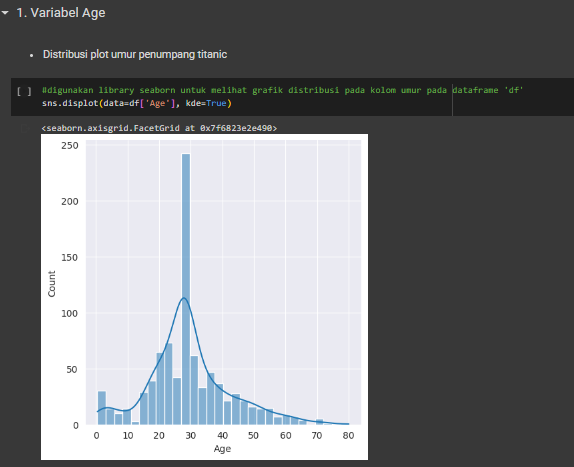 1. Variabel Age
• Distribusi plot umur penumpang titanic
[ ] #digunakan library seaborn untuk melihat grafik distribusi pada kolom umur pada dataframe 'df'
sns.displot(data=df['Age'], kde=True)
<seaborn.axisgrid.FacetGrid at 0x7f6823e2e490>
250
200
150
100
50
0
Count
0 10 20 30 40 50 60 70 80
Age